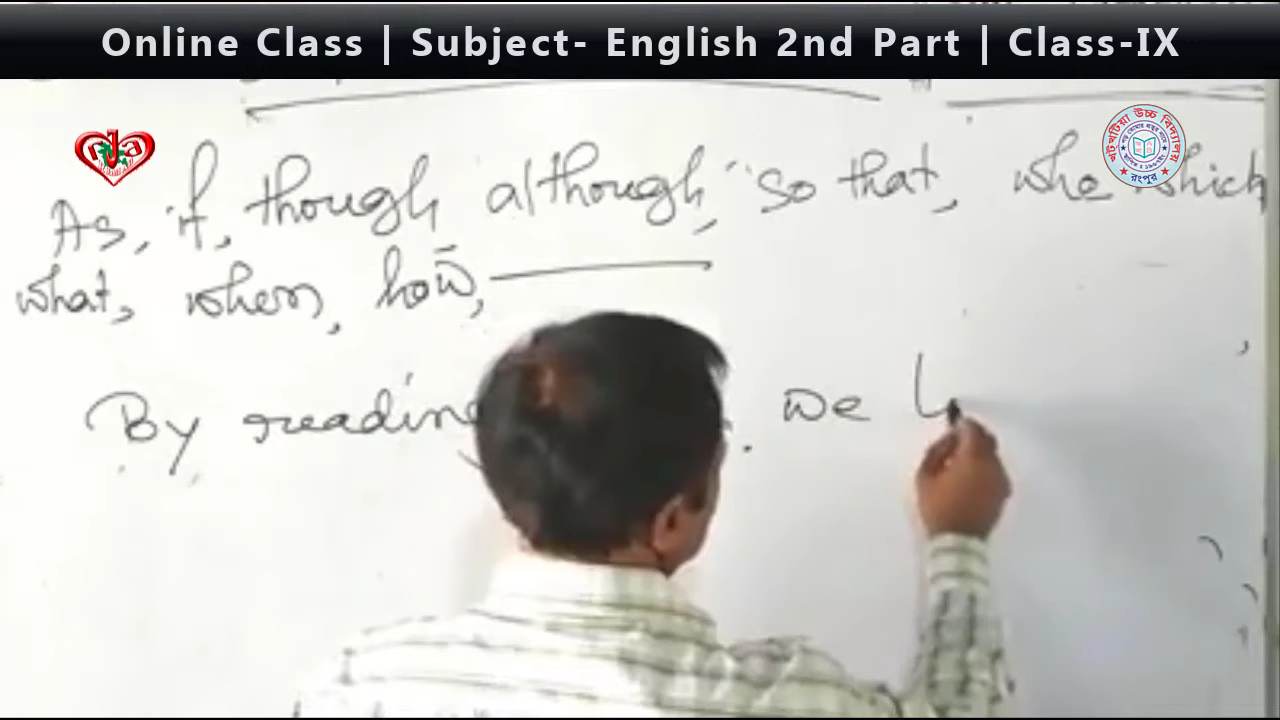 Online Class | Subject- English 2nd Part | Class-IX
As, if, though although, so that, who which
what, when, how,
By reading we
রংপুর